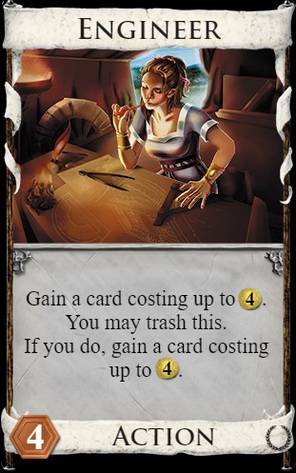 ENGINEER
Gain a card costing up to 4.
You may trash this.
If you do, gain a card costing
up to 4.
4
ACTION